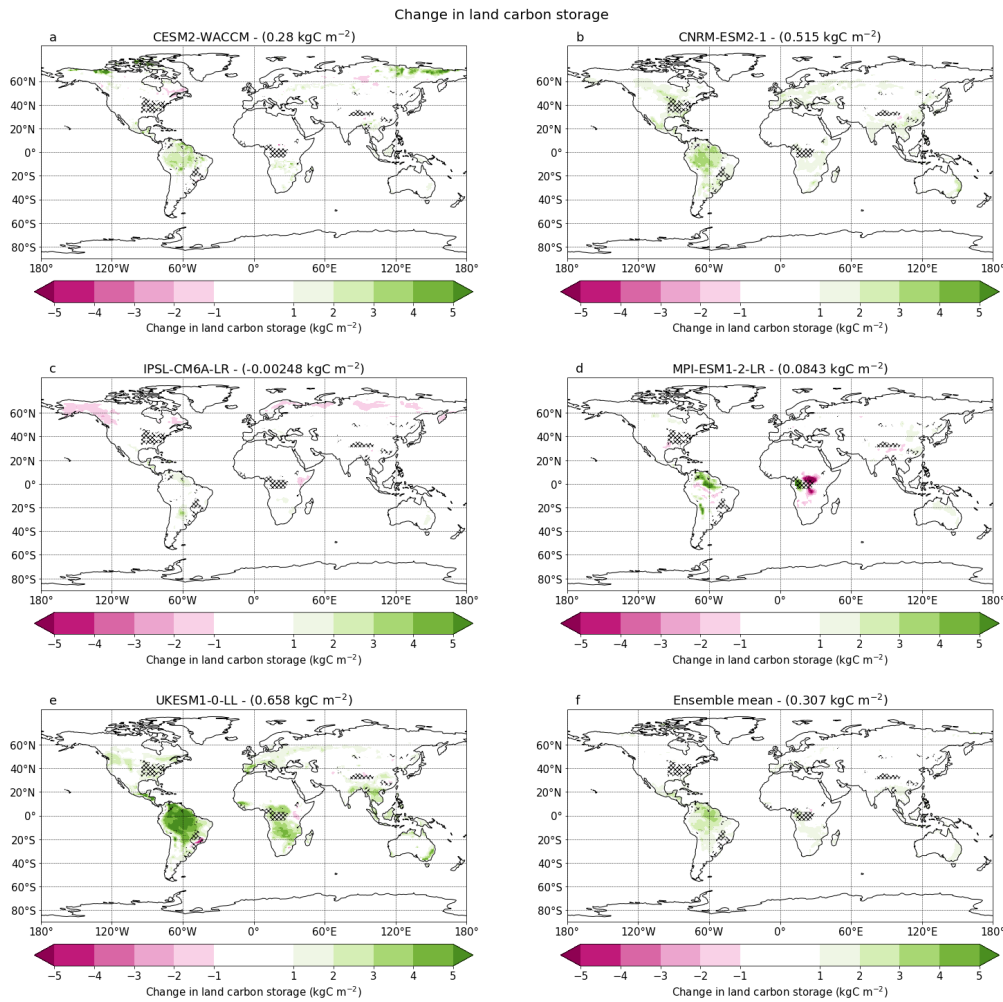 Change in land carbon storage
a CESM2-WACCM - (0.28 kgC m⁻²)
60°N
40°N
20°N
0°
20°S
40°S
60°S
80°S
180° 120°W 60°W 0° 60°E 120°E 180°
−5 −4 −3 −2 −1 1 2 3 4 5
Change in land carbon storage (kgC m⁻²)
b CNRM-ESM2-1 - (0.515 kgC m⁻²)
60°N
40°N
20°N
0°
20°S
40°S
60°S
80°S
180° 120°W 60°W 0° 60°E 120°E 180°
−5 −4 −3 −2 −1 1 2 3 4 5
Change in land carbon storage (kgC m⁻²)
c IPSL-CM6A-LR - (-0.00248 kgC m⁻²)
60°N
40°N
20°N
0°
20°S
40°S
60°S
80°S
180° 120°W 60°W 0° 60°E 120°E 180°
−5 −4 −3 −2 −1 1 2 3 4 5
Change in land carbon storage (kgC m⁻²)
d MPI-ESM1-2-LR - (0.0843 kgC m⁻²)
60°N
40°N
20°N
0°
20°S
40°S
60°S
80°S
180° 120°W 60°W 0° 60°E 120°E 180°
−5 −4 −3 −2 −1 1 2 3 4 5
Change in land carbon storage (kgC m⁻²)
e UKESM1-0-LL - (0.658 kgC m⁻²)
60°N
40°N
20°N
0°
20°S
40°S
60°S
80°S
180° 120°W 60°W 0° 60°E 120°E 180°
−5 −4 −3 −2 −1 1 2 3 4 5
Change in land carbon storage (kgC m⁻²)
f Ensemble mean - (0.307 kgC m⁻²)
60°N
40°N
20°N
0°
20°S
40°S
60°S
80°S
180° 120°W 60°W 0° 60°E 120°E 180°
−5 −4 −3 −2 −1 1 2 3 4 5
Change in land carbon storage (kgC m⁻²)